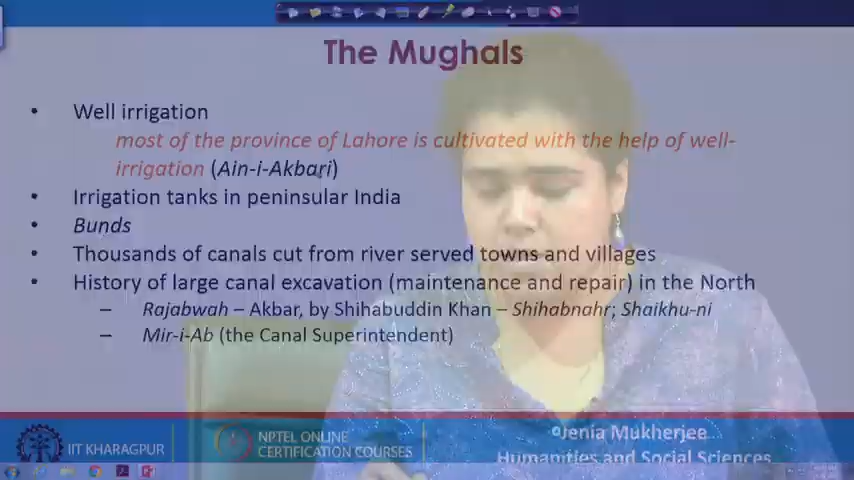 The Mughals
• Well irrigation
most of the province of Lahore is cultivated with the help of well-
irrigation (Ain-i-Akbari)
• Irrigation tanks in peninsular India
• Bunds
• Thousands of canals cut from river served towns and villages
• History of large canal excavation (maintenance and repair) in the North
– Rajabwah – Akbar, by Shihabuddin Khan – Shihabnahr; Shaikhu-ni
– Mir-i-Ab (the Canal Superintendent)
IIT KHARAGPUR
NPTEL ONLINE
CERTIFICATION COURSES
Jenia Mukherjee
Humanities and Social Sciences